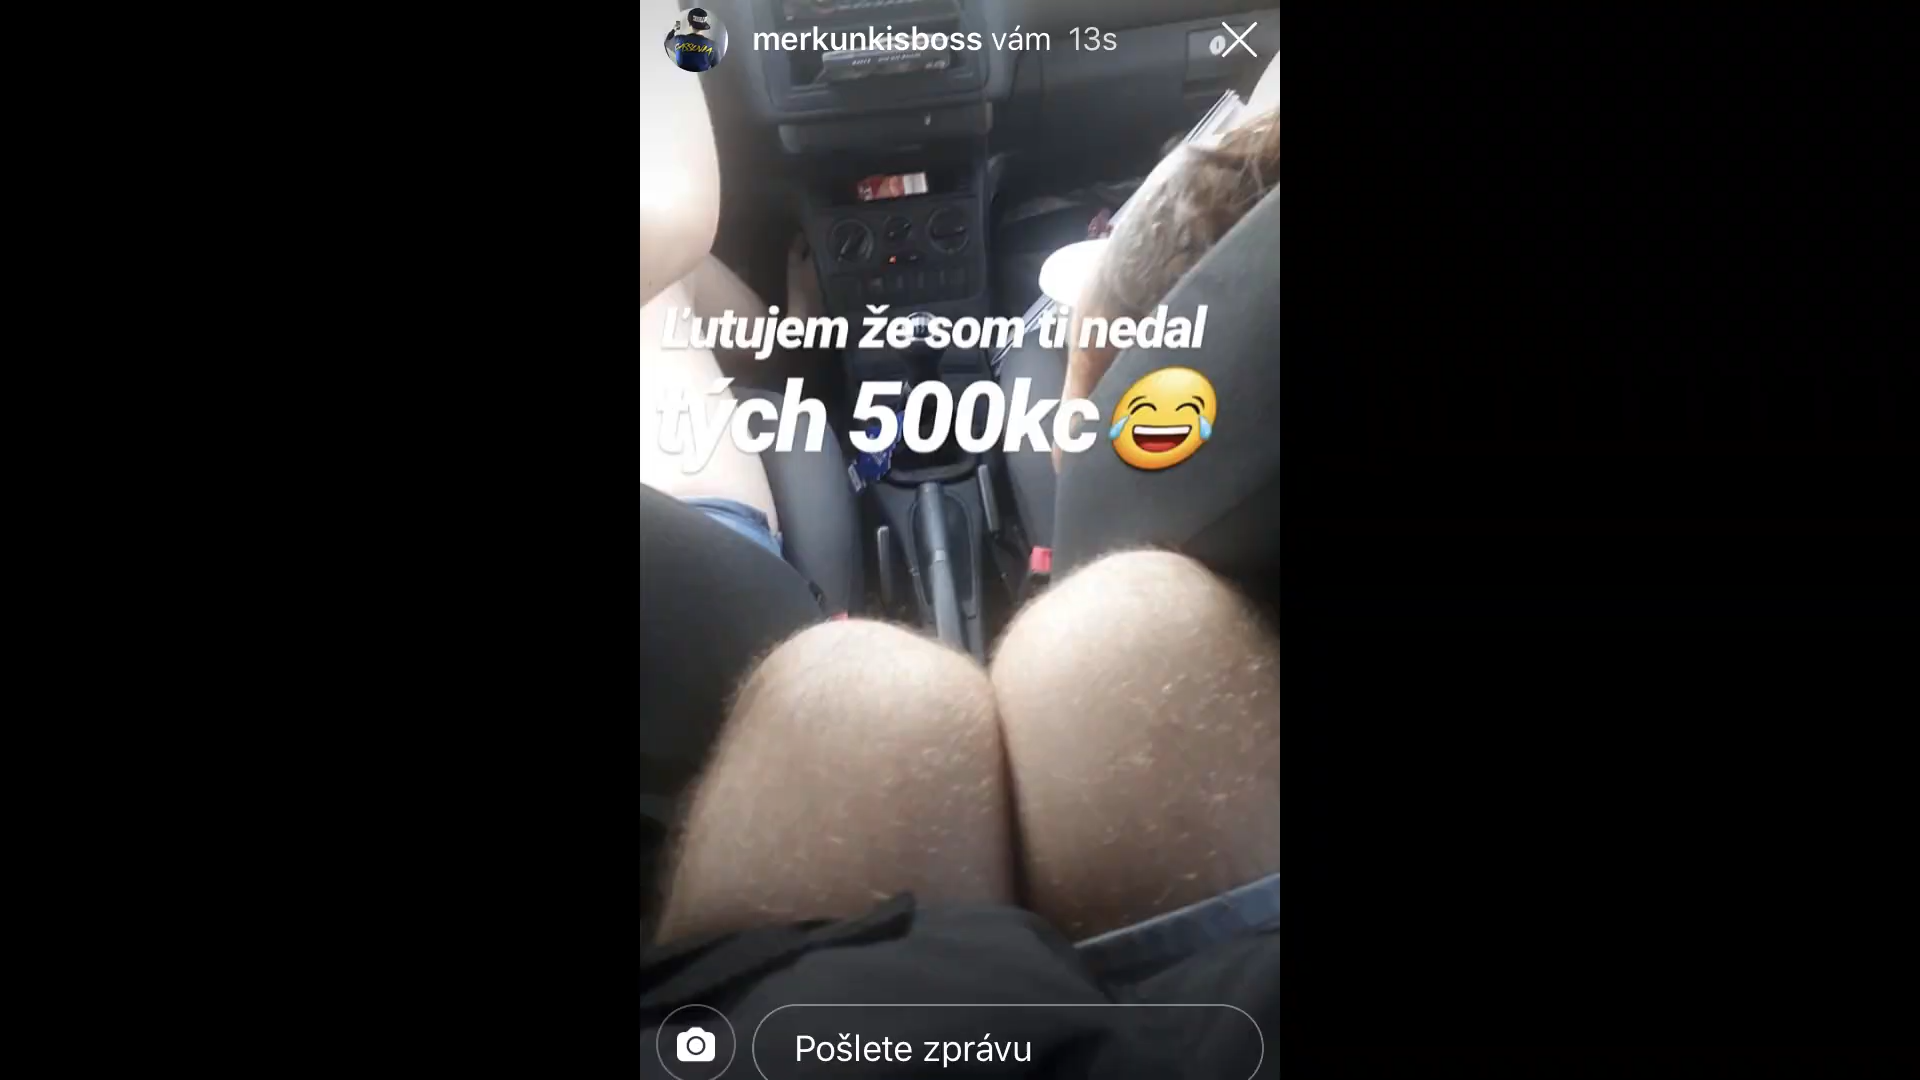 merkunkisboss vám 13s
Ľutujem že som ti nedal
tých 500kc😂
Pošlete zprávu